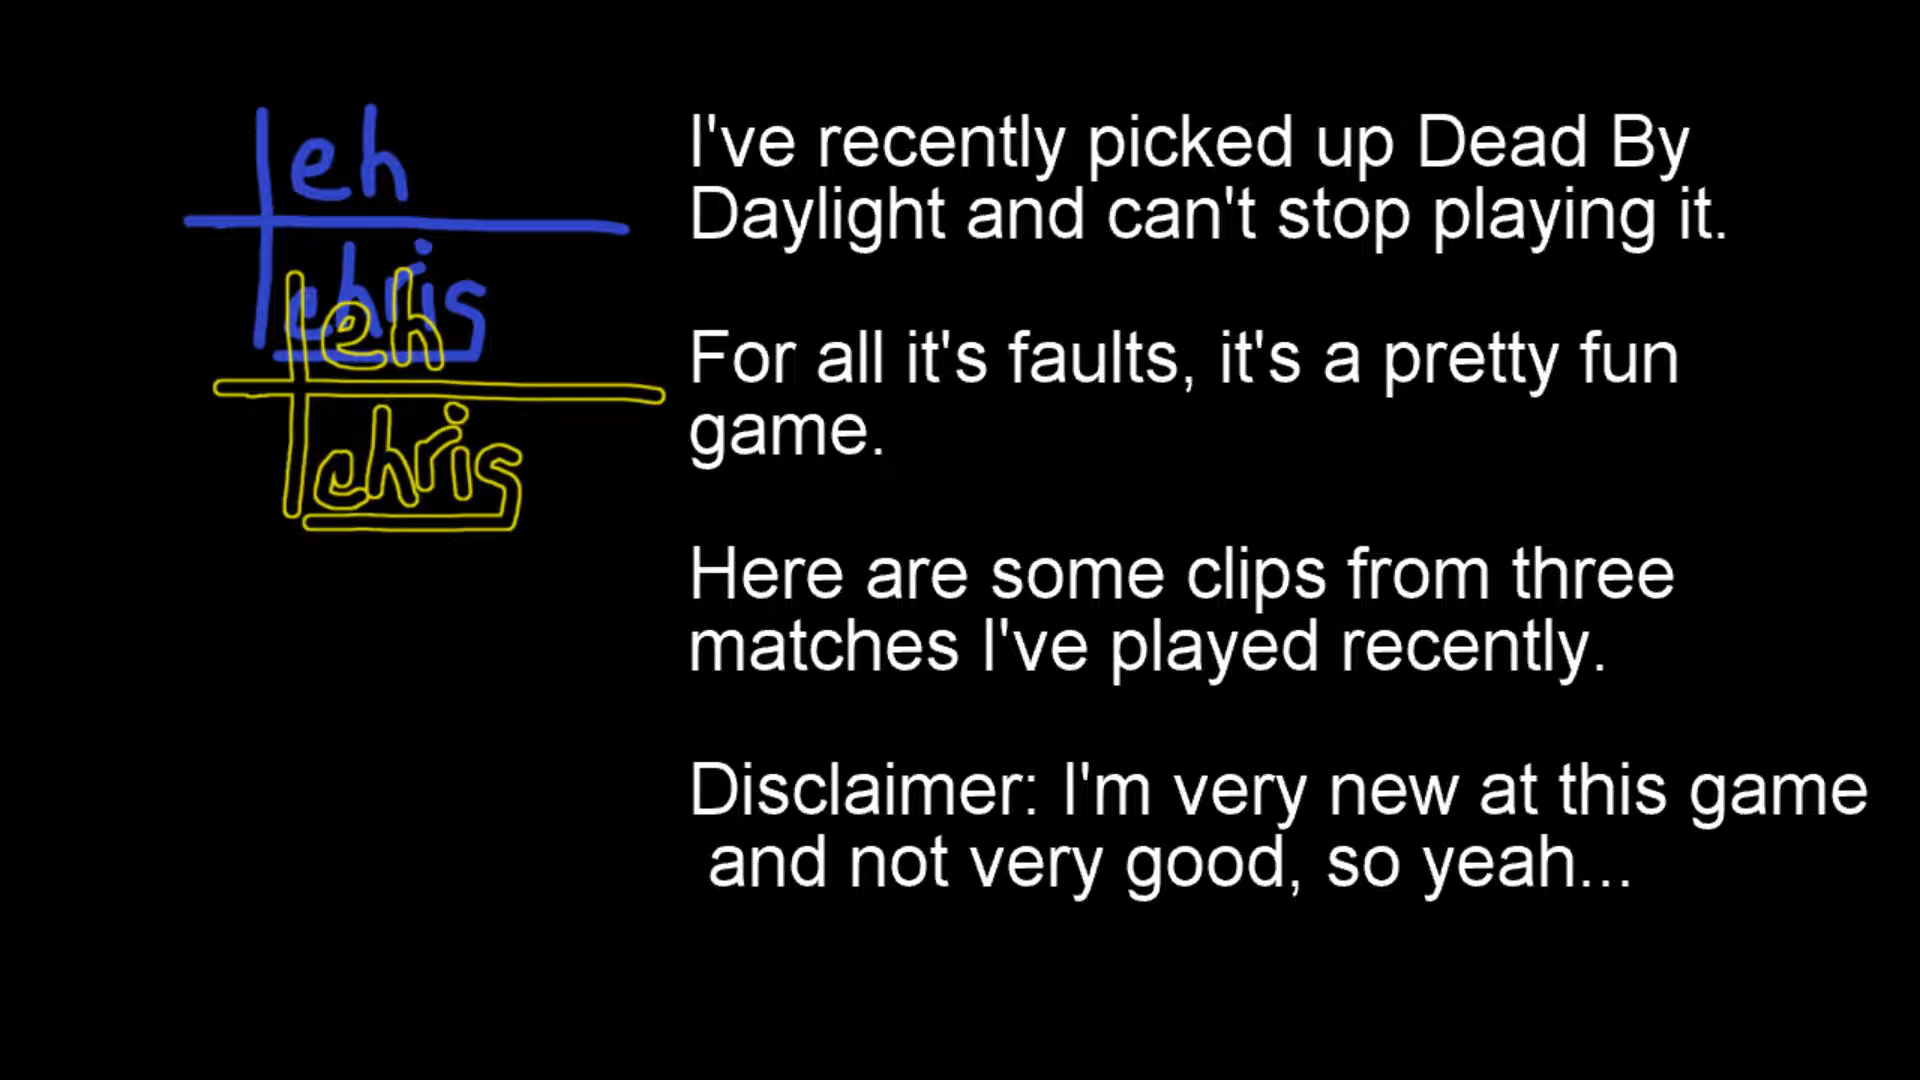 eh
chris
eh
chris
I've recently picked up Dead By
Daylight and can't stop playing it.
For all it's faults, it's a pretty fun
game.
Here are some clips from three
matches I've played recently.
Disclaimer: I'm very new at this game
and not very good, so yeah...